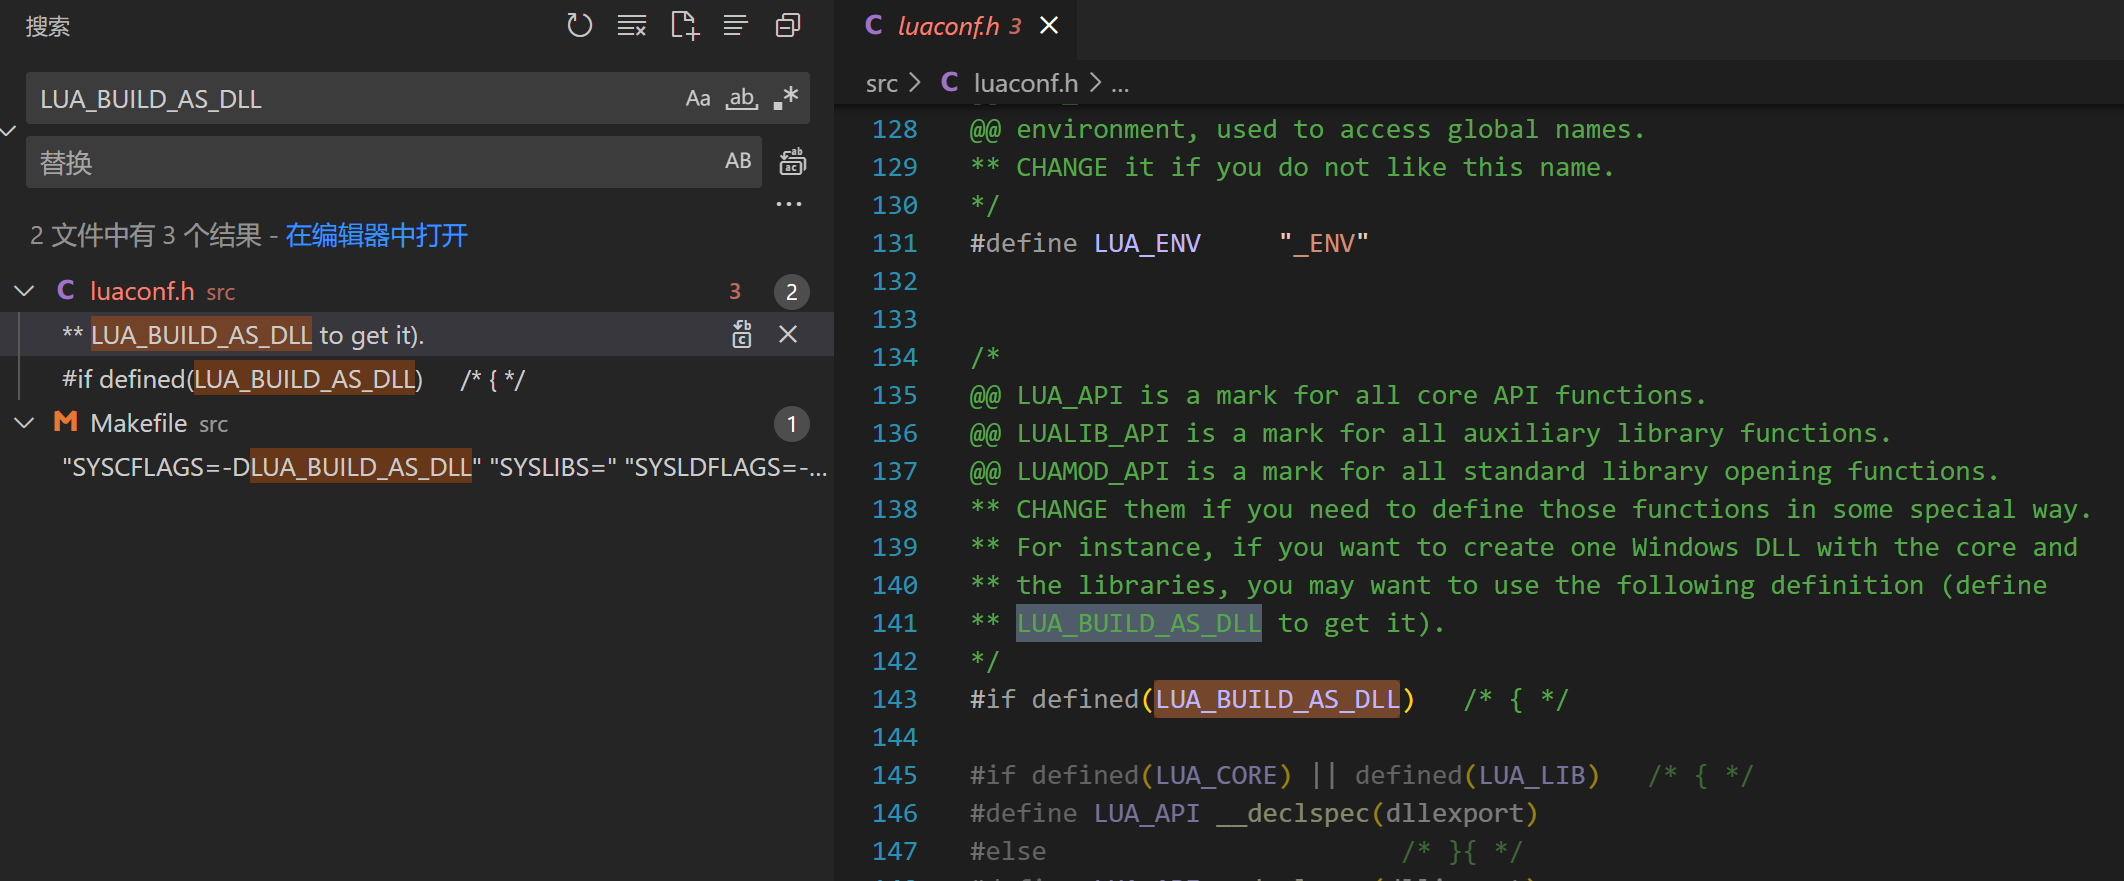 搜索
LUA_BUILD_AS_DLL Aa ab .*
替换 AB
2 文件中有 3 个结果 - 在编辑器中打开
C luaconf.h src 3 2
** LUA_BUILD_AS_DLL to get it).
#if defined(LUA_BUILD_AS_DLL) /* { */
M Makefile src 1
"SYSCFLAGS=-DLUA_BUILD_AS_DLL" "SYSLIBS=" "SYSLDFLAGS=-...
C luaconf.h 3
src > C luaconf.h > ...
128 @@ environment, used to access global names.
129 ** CHANGE it if you do not like this name.
130 */
131 #define LUA_ENV "_ENV"
132
133
134 /*
135 @@ LUA_API is a mark for all core API functions.
136 @@ LUALIB_API is a mark for all auxiliary library functions.
137 @@ LUAMOD_API is a mark for all standard library opening functions.
138 ** CHANGE them if you need to define those functions in some special way.
139 ** For instance, if you want to create one Windows DLL with the core and
140 ** the libraries, you may want to use the following definition (define
141 ** LUA_BUILD_AS_DLL to get it).
142 */
143 #if defined(LUA_BUILD_AS_DLL) /* { */
144
145 #if defined(LUA_CORE) || defined(LUA_LIB) /* { */
146 #define LUA_API __declspec(dllexport)
147 #else /* }{ */